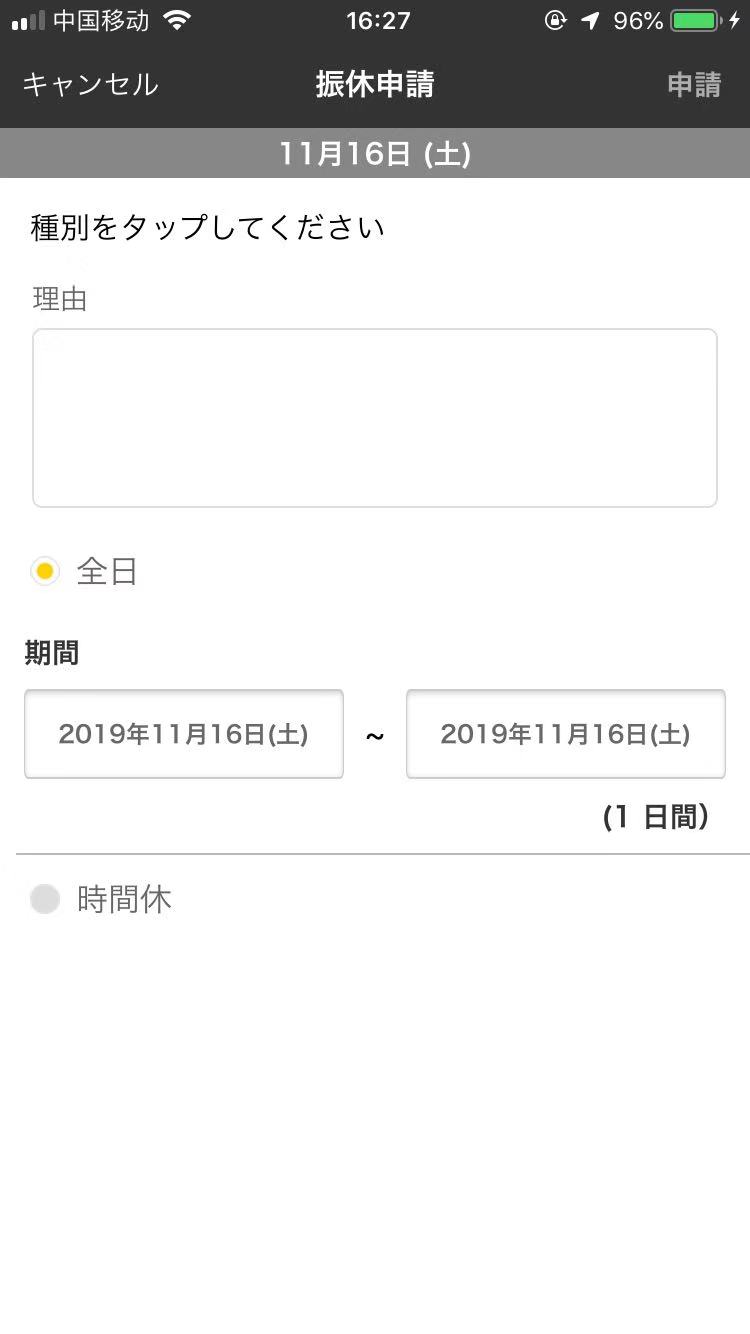 中国移动 16:27 96%
キャンセル 振休申請 申請
11月16日 (土)
種別をタップしてください
理由
全日
期間
2019年11月16日(土) ~ 2019年11月16日(土)
(1 日間)
時間休